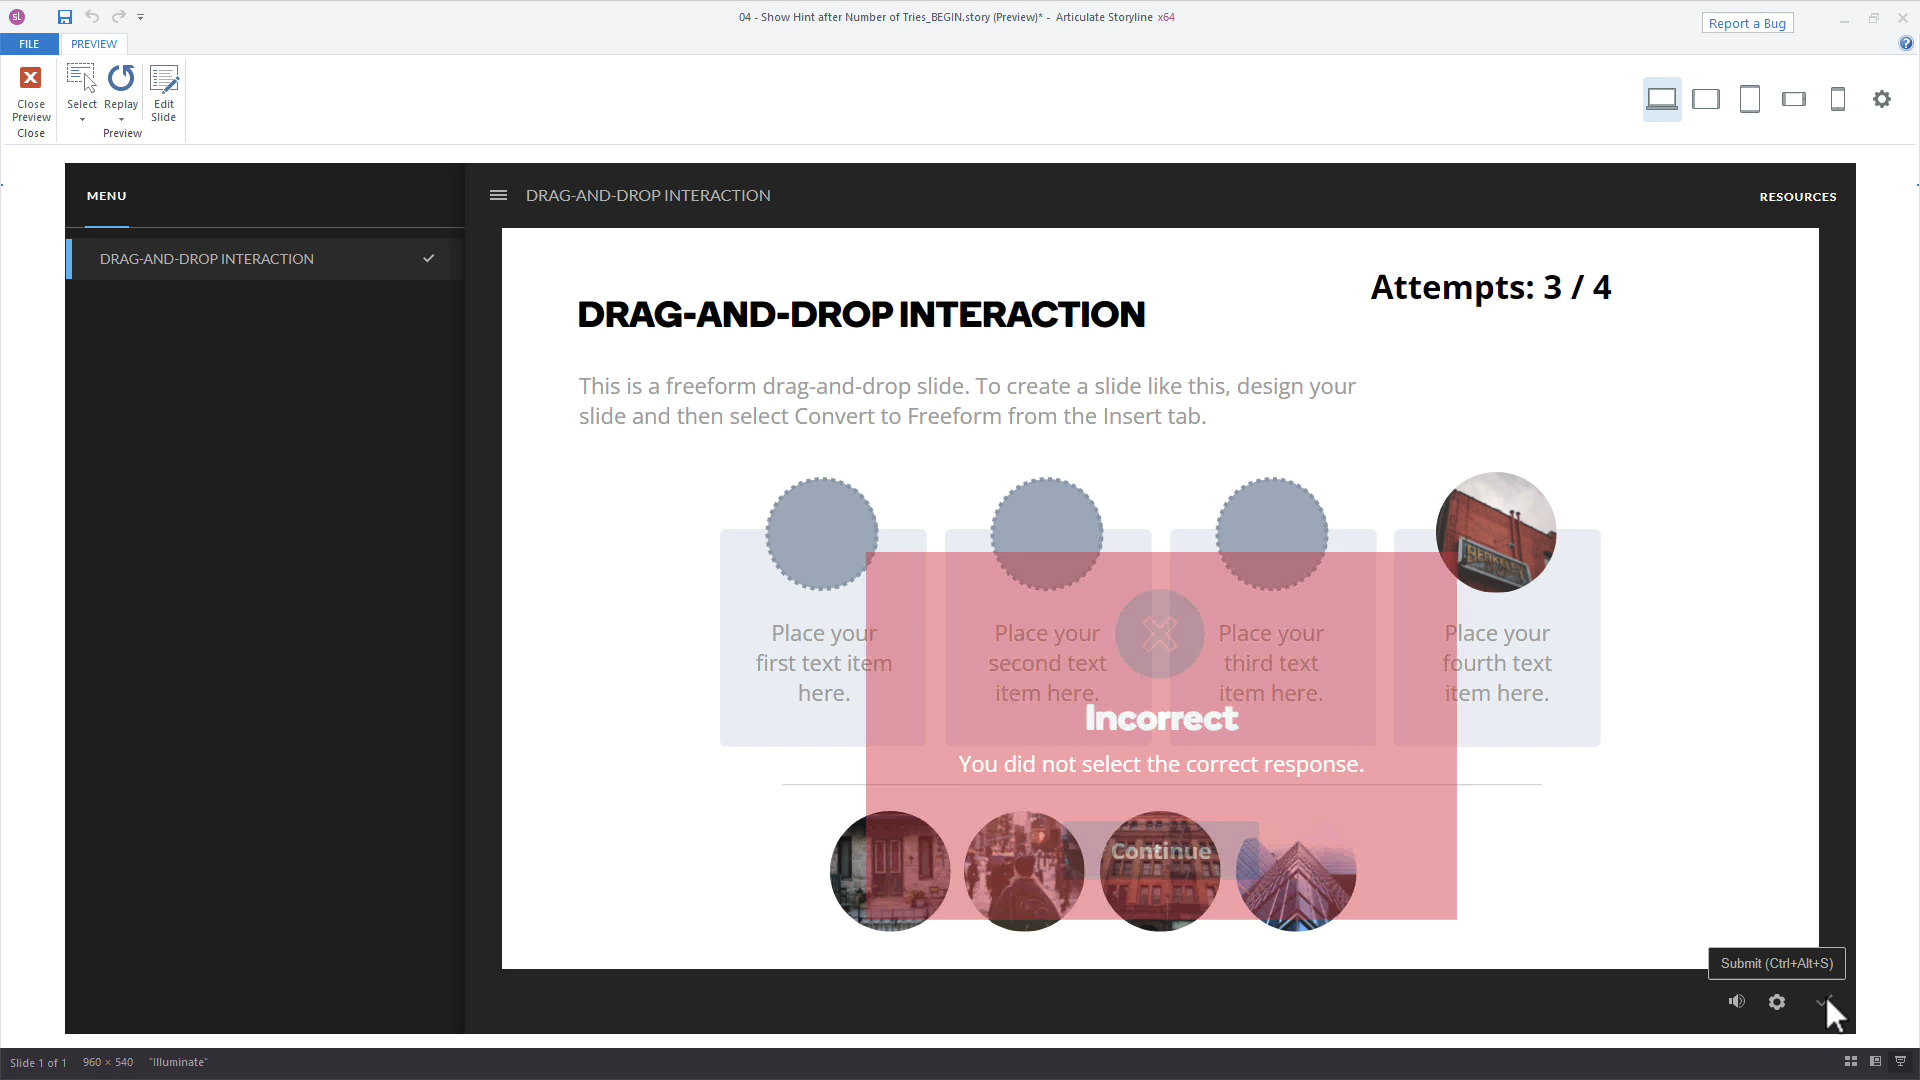 sl
04 - Show Hint after Number of Tries_BEGIN.story (Preview)* - Articulate Storyline x64
Report a Bug
FILE
PREVIEW
?
Close
Preview
Select
Replay
Edit
Slide
Close
Preview
MENU
DRAG-AND-DROP INTERACTION
RESOURCES
DRAG-AND-DROP INTERACTION
Attempts: 3 / 4
DRAG-AND-DROP INTERACTION
This is a freeform drag-and-drop slide. To create a slide like this, design your
slide and then select Convert to Freeform from the Insert tab.
BERKELEY
Place your
first text item
here.
Place your
second text
item here.
Place your
third text
item here.
Place your
fourth text
item here.
Incorrect
You did not select the correct response.
Continue
Submit (Ctrl+Alt+S)
Slide 1 of 1
960 × 540
"Illuminate"